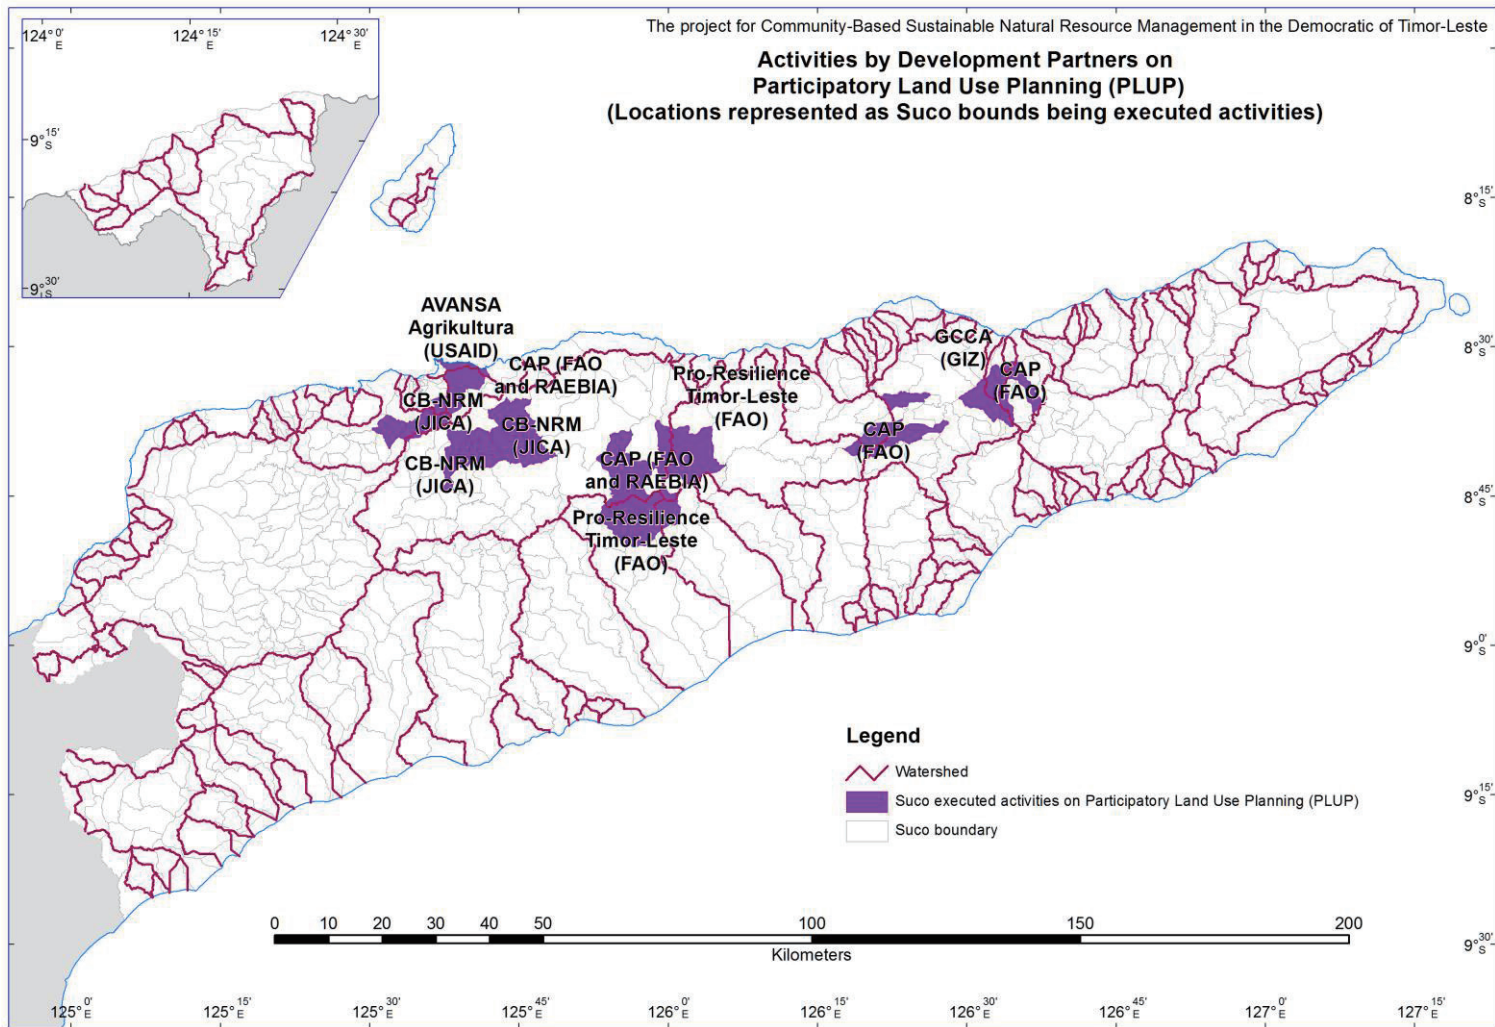 The project for Community-Based Sustainable Natural Resource Management in the Democratic of Timor-Leste
Activities by Development Partners on
Participatory Land Use Planning (PLUP)
(Locations represented as Suco bounds being executed activities)
124° 0' E
124° 15' E
124° 30' E
9° 15' S
9° 30' S
8° 15' S
8° 30' S
8° 45' S
9° 0' S
9° 15' S
9° 30' S
AVANSA
Agrikultura
(USAID)
CAP (FAO
and RAEBIA)
CB-NRM
(JICA)
CB-NRM
(JICA)
CB-NRM
(JICA)
Pro-Resilience
Timor-Leste
(FAO)
CAP (FAO
and RAEBIA)
Pro-Resilience
Timor-Leste
(FAO)
GCCA
(GIZ)
CAP
(FAO)
CAP
(FAO)
Legend
Watershed
Suco executed activities on Participatory Land Use Planning (PLUP)
Suco boundary
0 10 20 30 40 50 100 150 200
Kilometers
125° 0' E
125° 15' E
125° 30' E
125° 45' E
126° 0' E
126° 15' E
126° 30' E
126° 45' E
127° 0' E
127° 15' E